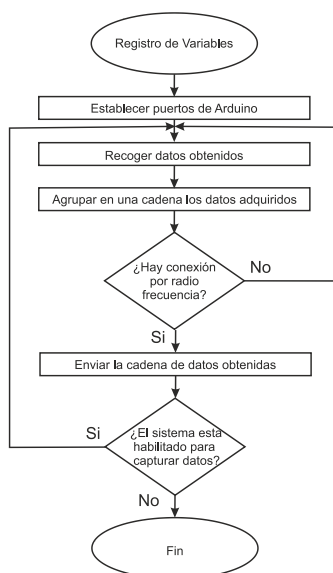 Registro de Variables
Establecer puertos de Arduino
Recoger datos obtenidos
Agrupar en una cadena los datos adquiridos
¿Hay conexión
por radio
frecuencia?
No
Si
Enviar la cadena de datos obtenidas
¿El sistema esta
habilitado para
capturar datos?
Si
No
Fin